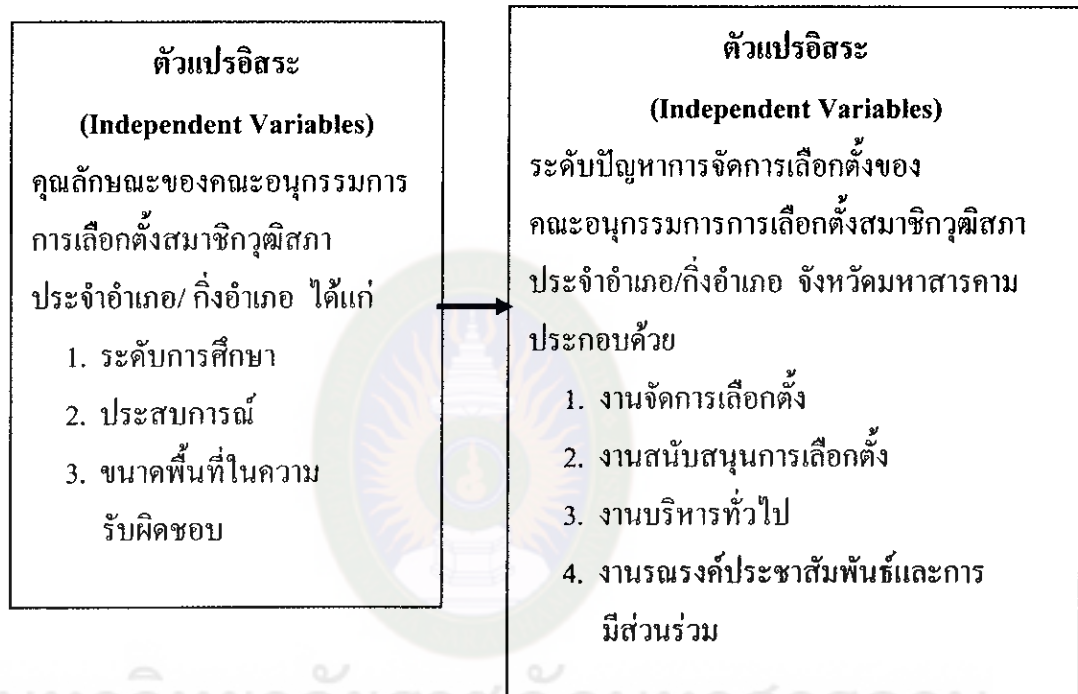 ตัวแปรอิสระ
(Independent Variables)
คุณลักษณะของคณะอนุกรรมการ
การเลือกตั้งสมาชิกวุฒิสภา
ประจำอำเภอ/ กิ่งอำเภอ ได้แก่
1. ระดับการศึกษา
2. ประสบการณ์
3. ขนาดพื้นที่ในความ
รับผิดชอบ
ตัวแปรอิสระ
(Independent Variables)
ระดับปัญหาการจัดการเลือกตั้งของ
คณะอนุกรรมการการเลือกตั้งสมาชิกวุฒิสภา
ประจำอำเภอ/กิ่งอำเภอ จังหวัดมหาสารคาม
ประกอบด้วย
1. งานจัดการเลือกตั้ง
2. งานสนับสนุนการเลือกตั้ง
3. งานบริหารทั่วไป
4. งานรณรงค์ประชาสัมพันธ์และการ
มีส่วนร่วม